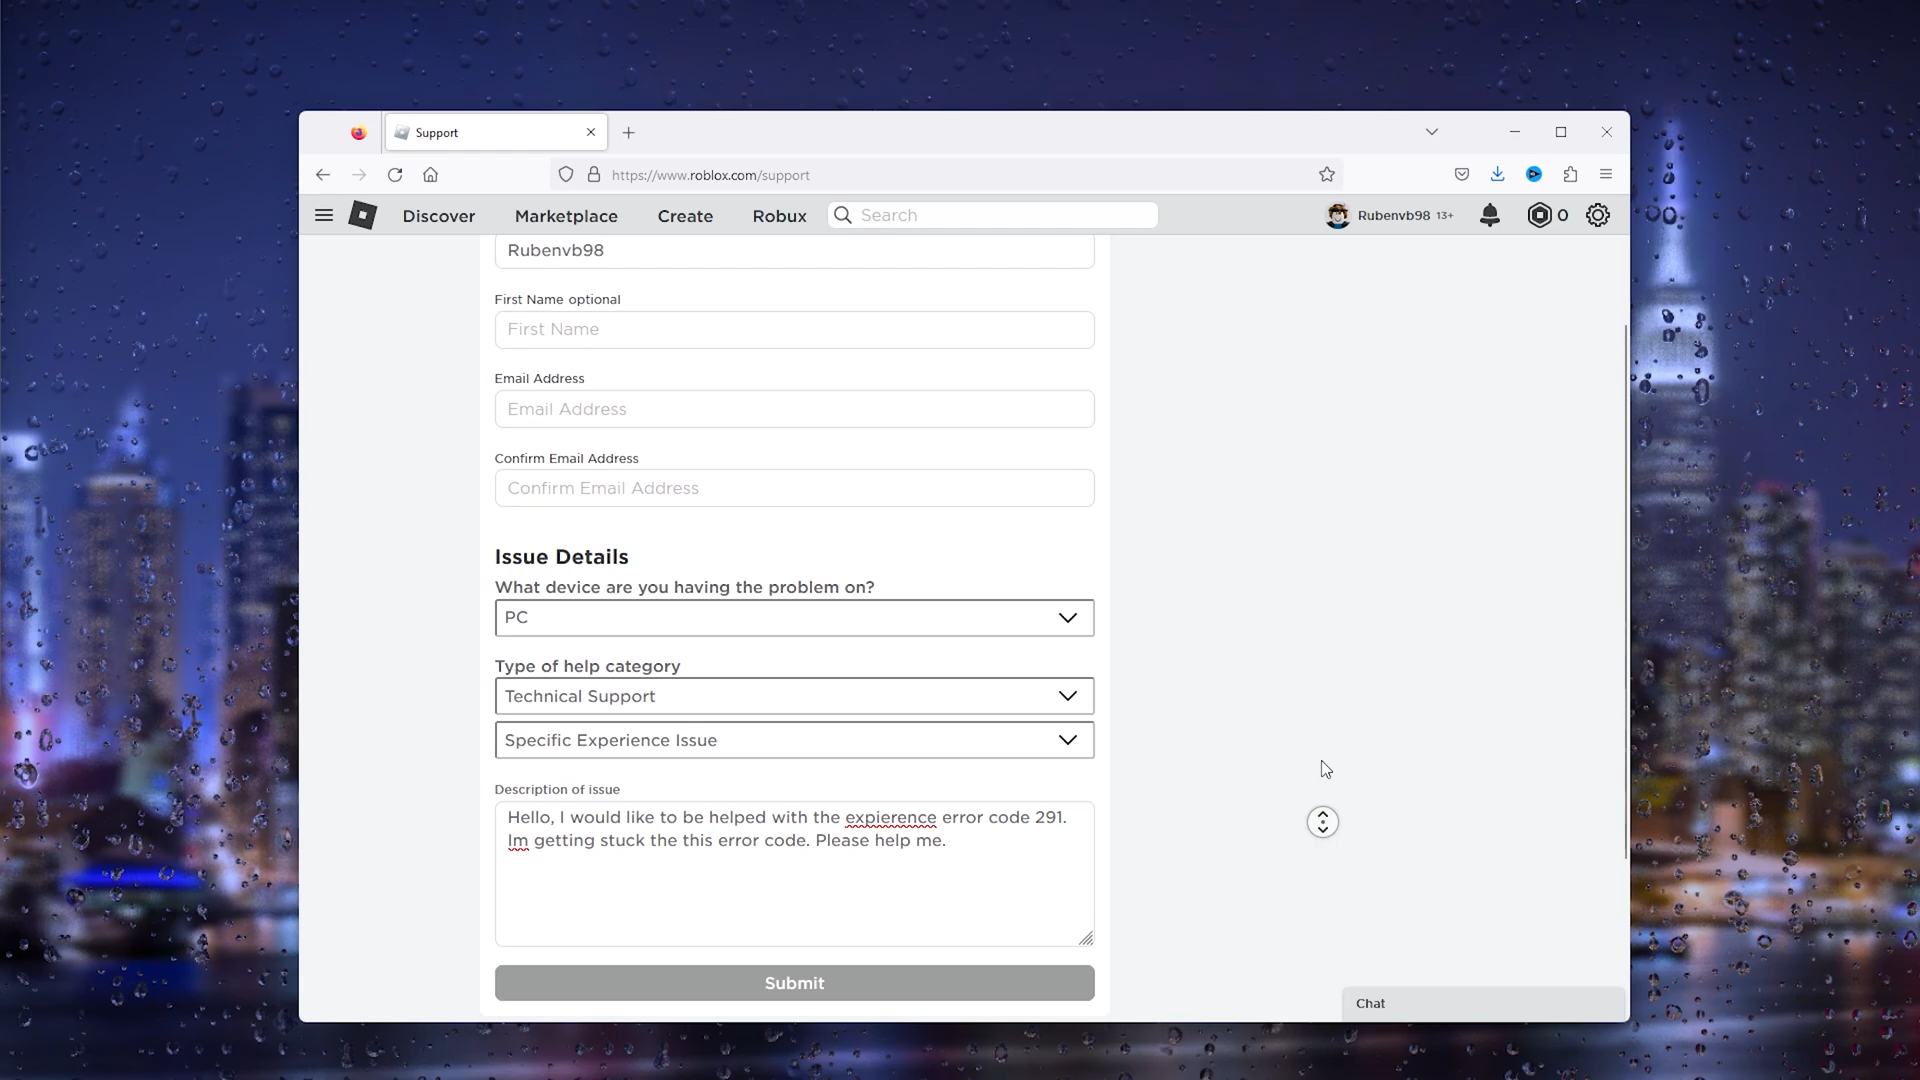 Support
https://www.roblox.com/support
Discover
Marketplace
Create
Robux
Search
Rubenvb98 13+
0
Rubenvb98
First Name optional
First Name
Email Address
Email Address
Confirm Email Address
Confirm Email Address
Issue Details
What device are you having the problem on?
PC
Type of help category
Technical Support
Specific Experience Issue
Description of issue
Hello, I would like to be helped with the expierence error code 291.
Im getting stuck the this error code. Please help me.
Submit
Chat